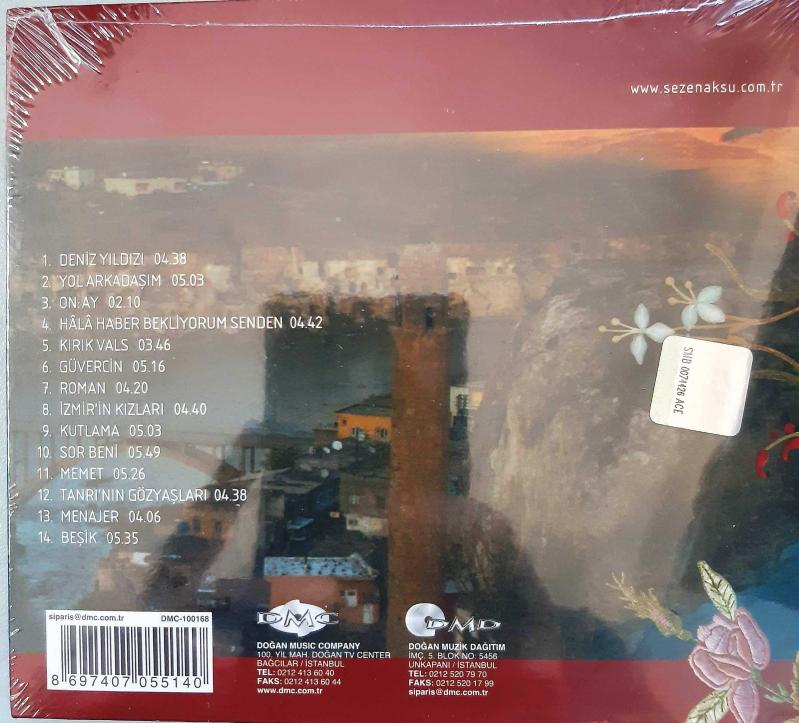 www.sezenaksu.com.tr
1. DENİZ YILDIZI 04.38
2. YOL ARKADAŞIM 05.03
3. ON:AY 02.10
4. HÂLÂ HABER BEKLİYORUM SENDEN 04.42
5. KIRIK VALS 03.46
6. GÜVERCİN 05.16
7. ROMAN 04.20
8. İZMİR'İN KIZLARI 04.40
9. KUTLAMA 05.03
10. SOR BENİ 05.49
11. MEMET 05.26
12. TANRI'NIN GÖZYAŞLARI 04.38
13. MENAJER 04.06
14. BEŞİK 05.35
SMB 0071426 ACE
siparis@dmc.com.tr DMC-100168
8 697407 055140
DMC
DOĞAN MUSIC COMPANY
100. YIL MAH. DOĞAN TV CENTER
BAĞCILAR / İSTANBUL
TEL: 0212 413 60 40
FAKS: 0212 413 60 44
www.dmc.com.tr
DMD
DOĞAN MUZİK DAĞITIM
İMÇ. 5. BLOK NO: 5456
UNKAPANI / İSTANBUL
TEL: 0212 520 79 70
FAKS: 0212 520 17 99
siparis@dmc.com.tr